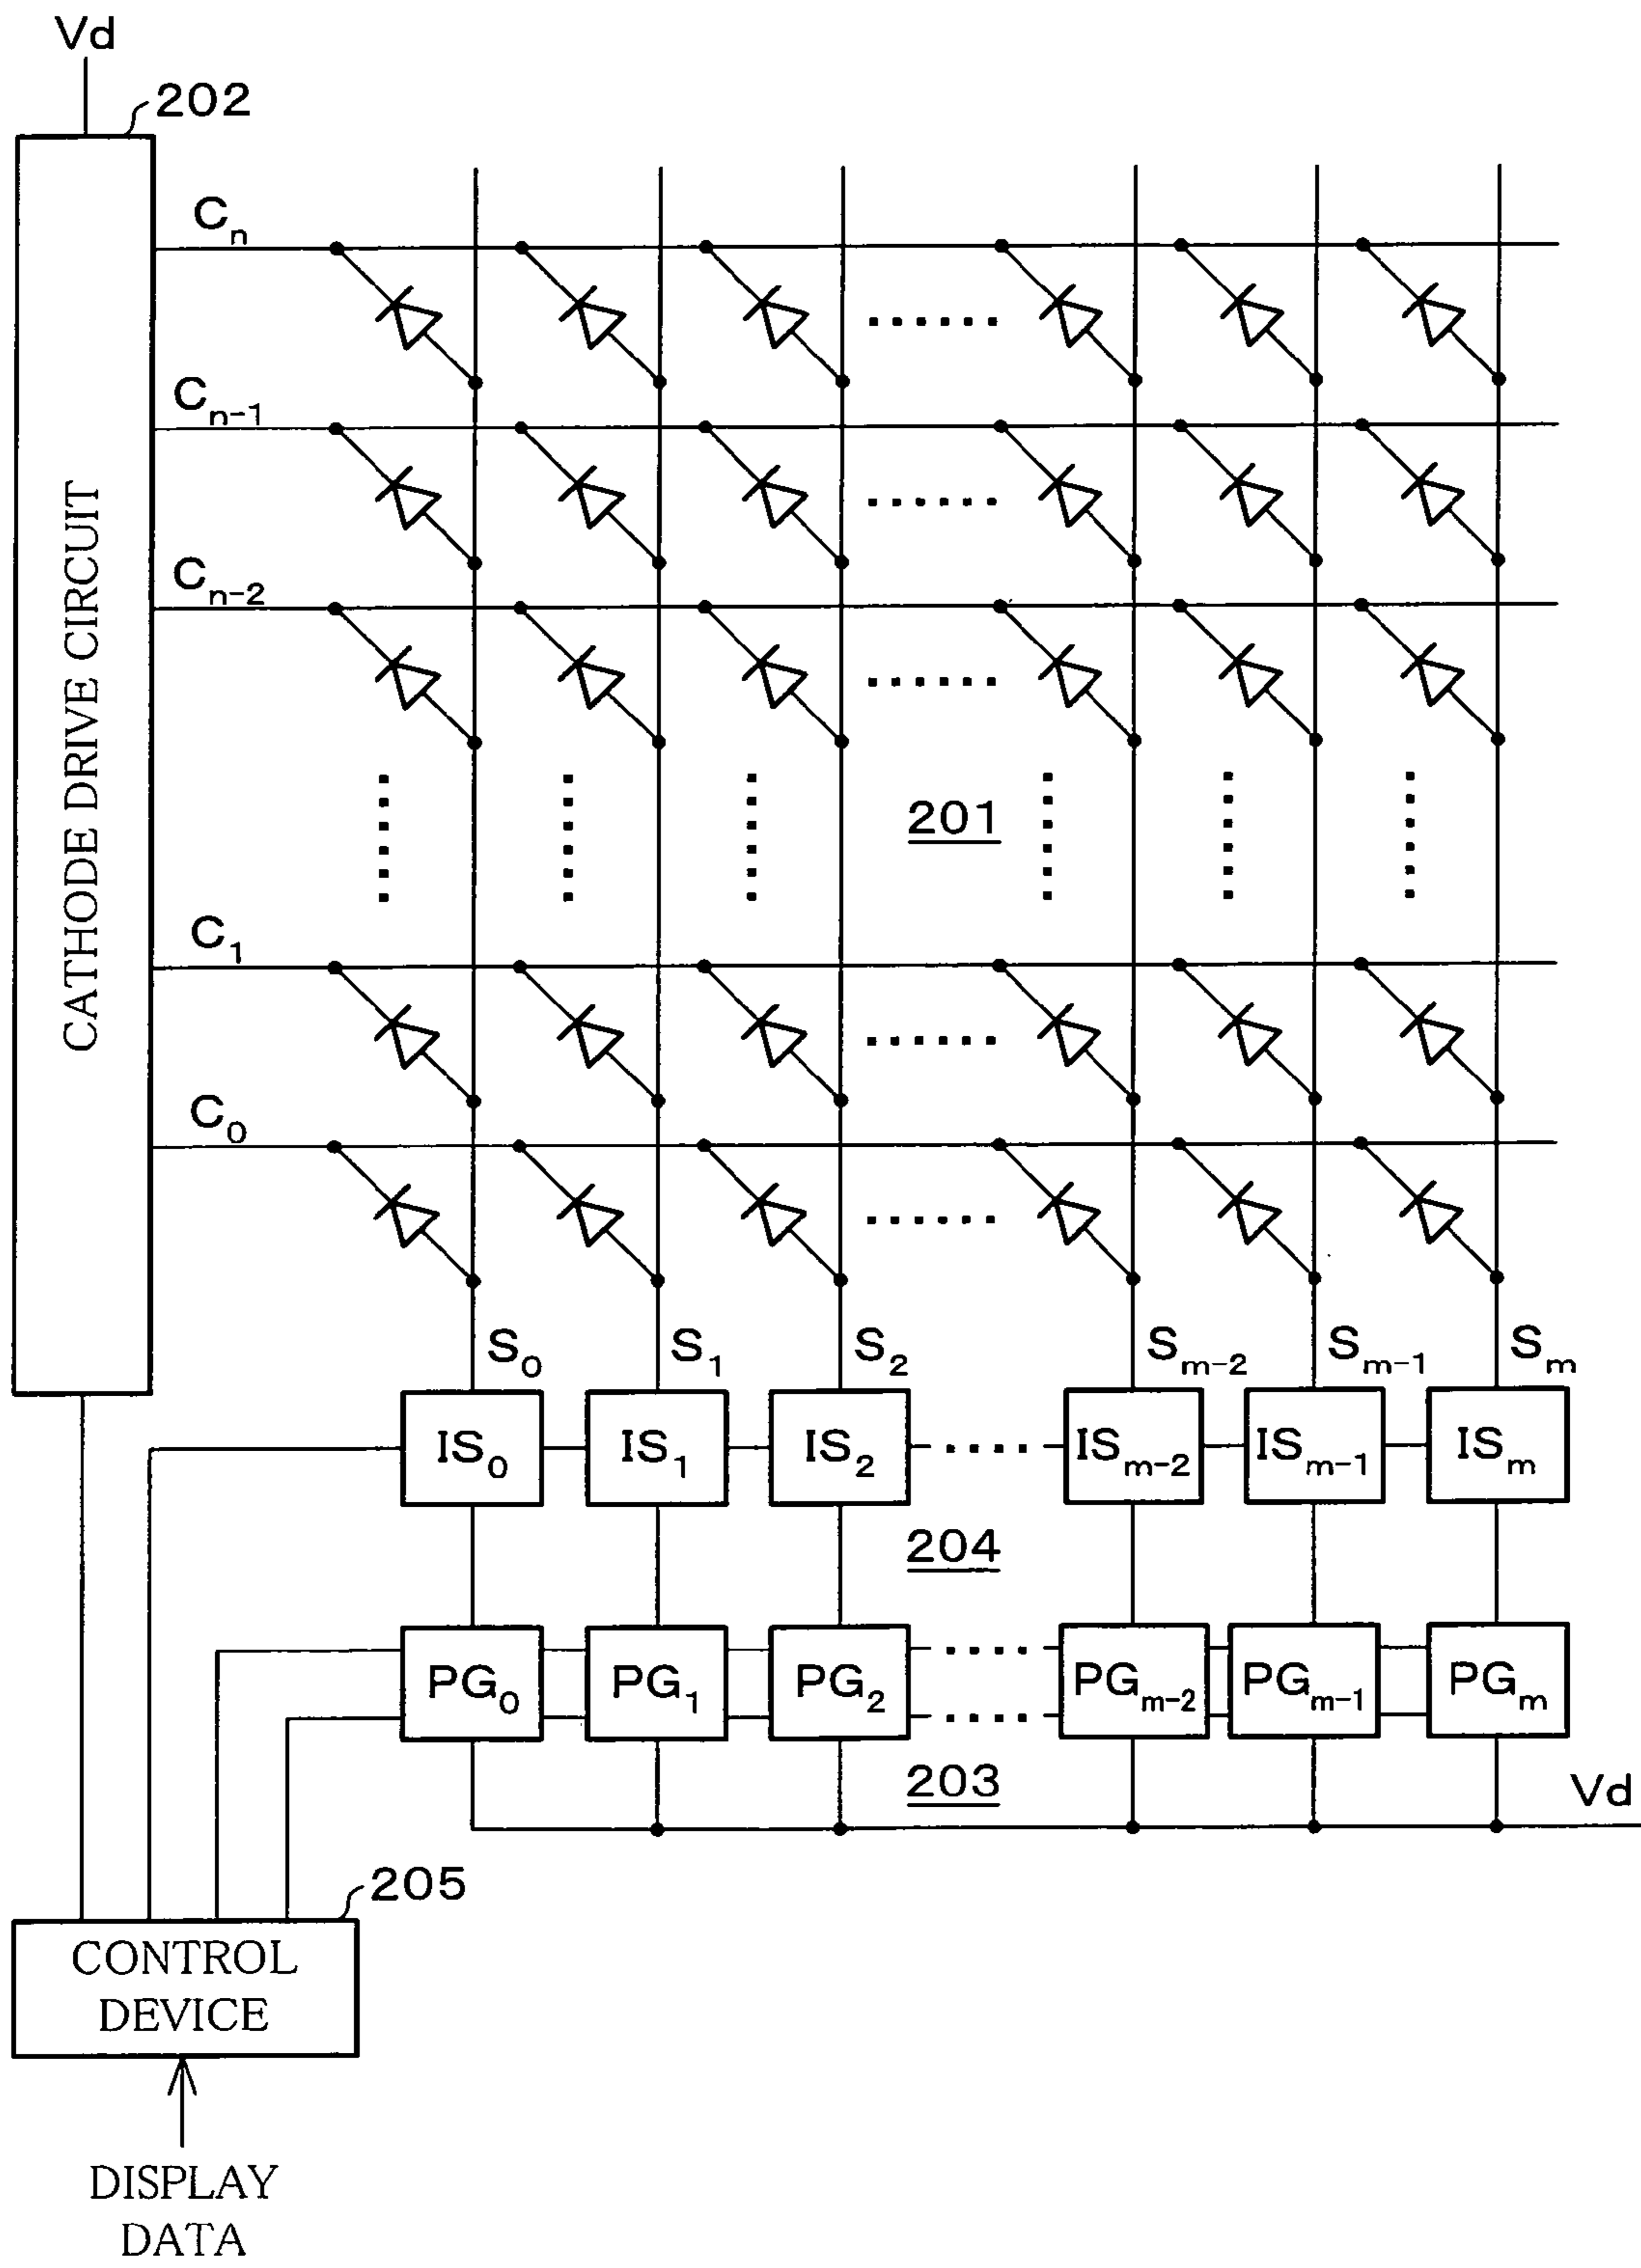 Vd
202
CATHODE DRIVE CIRCUIT
Cn
Cn-1
Cn-2
201
C1
C0
S0 S1 S2 Sm-2 Sm-1 Sm
IS0 IS1 IS2 ISm-2 ISm-1 ISm
204
PG0 PG1 PG2 PGm-2 PGm-1 PGm
203
Vd
205
CONTROL
DEVICE
DISPLAY
DATA